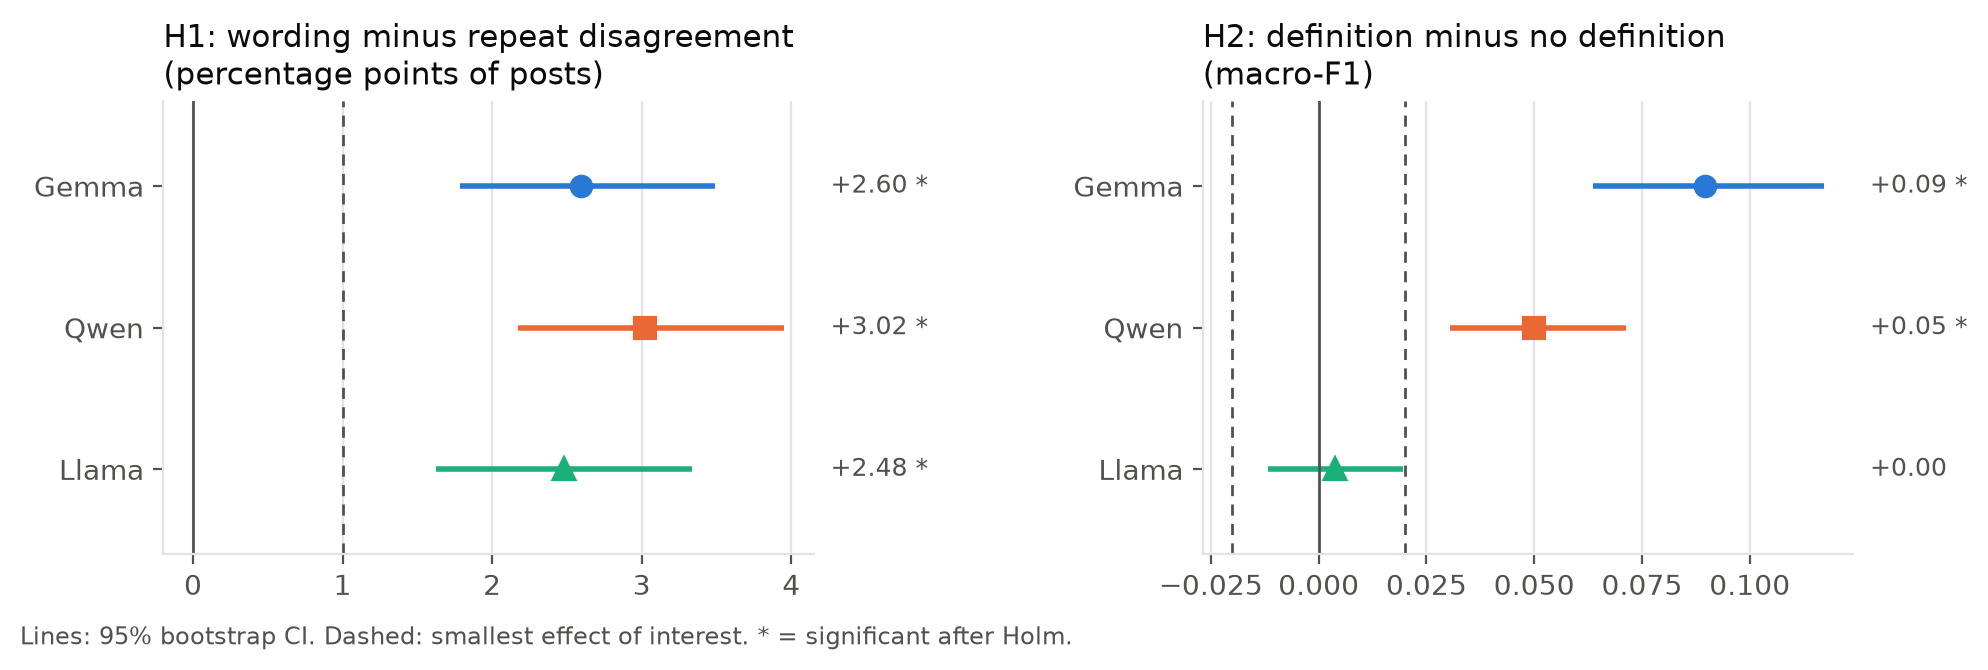 H1: wording minus repeat disagreement
(percentage points of posts)
Gemma
+2.60 *
Qwen
+3.02 *
Llama
+2.48 *
0 1 2 3 4
H2: definition minus no definition
(macro-F1)
Gemma
+0.09 *
Qwen
+0.05 *
Llama
+0.00
−0.025 0.000 0.025 0.050 0.075 0.100
Lines: 95% bootstrap CI. Dashed: smallest effect of interest. * = significant after Holm.